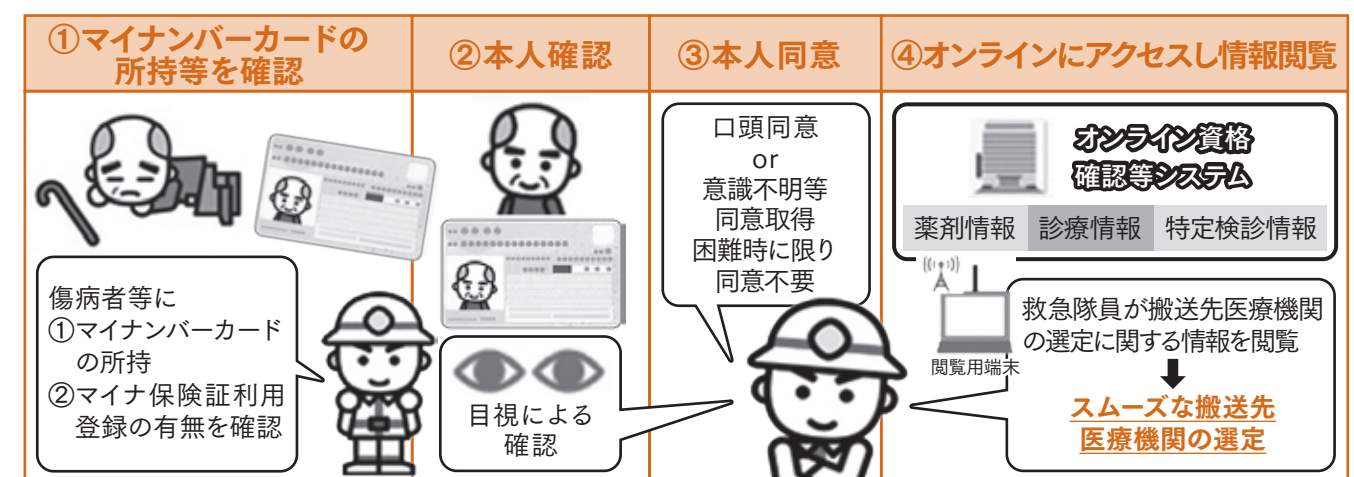 ①マイナンバーカードの
所持等を確認
②本人確認
③本人同意
④オンラインにアクセスし情報閲覧
傷病者等に
①マイナンバーカード
の所持
②マイナ保険証利用
登録の有無を確認
目視による
確認
口頭同意
or
意識不明等
同意取得
困難時に限り
同意不要
オンライン資格
確認等システム
薬剤情報 診療情報 特定検診情報
閲覧用端末
救急隊員が搬送先医療機関
の選定に関する情報を閲覧
スムーズな搬送先
医療機関の選定